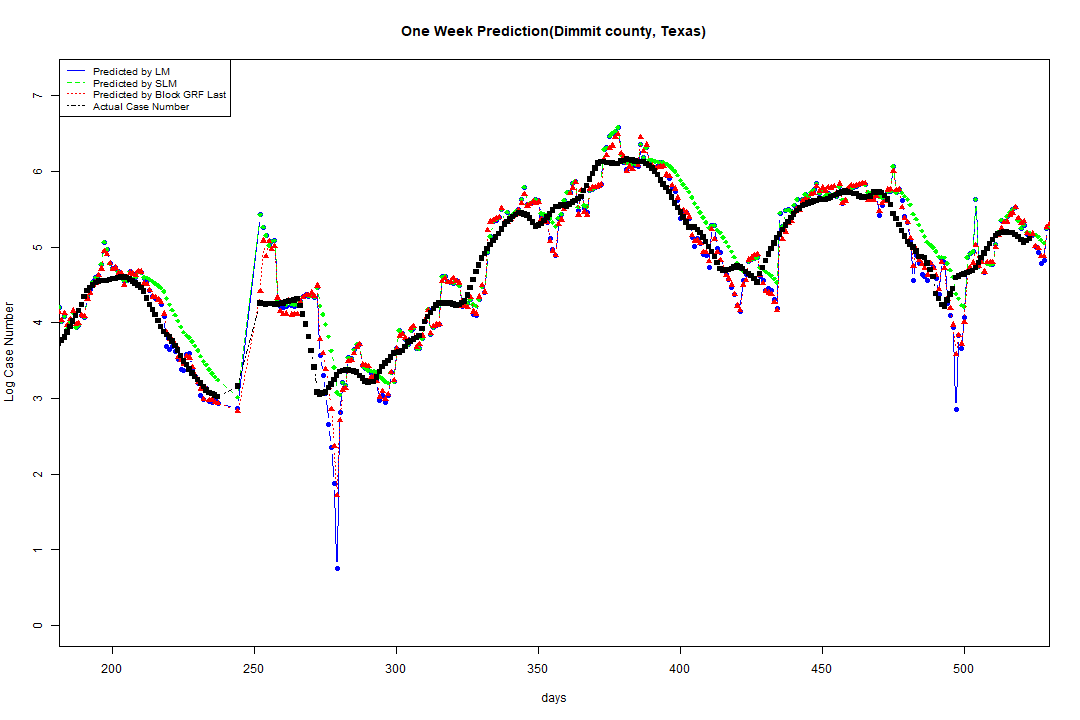 One Week Prediction(Dimmit county, Texas)
Predicted by LM
Predicted by SLM
Predicted by Block GRF Last
Actual Case Number
7
6
5
4
3
2
1
0
Log Case Number
200 250 300 350 400 450 500
days